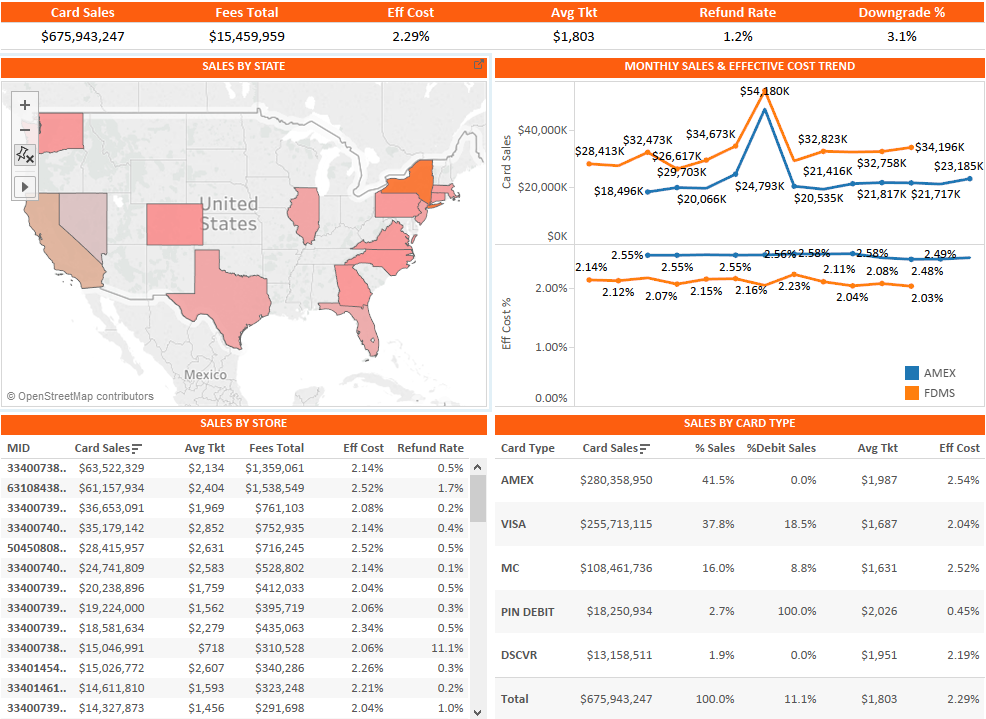 Card Sales Fees Total Eff Cost Avg Tkt Refund Rate Downgrade %
$675,943,247 $15,459,959 2.29% $1,803 1.2% 3.1%
SALES BY STATE
+
−
United
States
Mexico
© OpenStreetMap contributors
MONTHLY SALES & EFFECTIVE COST TREND
Card Sales
$40,000K
$20,000K
$0K
$54,180K
$28,413K
$32,473K
$26,617K
$34,673K
$32,823K
$34,196K
$29,703K
$32,758K
$18,496K
$20,066K
$24,793K
$21,416K
$20,535K
$21,817K
$21,717K
$23,185K
Eff Cost %
2.00%
1.00%
0.00%
2.55%
2.55%
2.55%
2.56%
2.58%
2.58%
2.49%
2.48%
2.14%
2.12%
2.07%
2.15%
2.16%
2.23%
2.11%
2.04%
2.08%
2.03%
AMEX
FDMS
SALES BY STORE
MID Card Sales Avg Tkt Fees Total Eff Cost Refund Rate
33400738.. $63,522,329 $2,134 $1,359,061 2.14% 0.5%
63108438.. $61,157,934 $2,404 $1,538,549 2.52% 1.7%
33400739.. $36,653,091 $1,969 $761,103 2.08% 0.2%
33400740.. $35,179,142 $2,852 $752,935 2.14% 0.4%
50450808.. $28,415,957 $2,631 $716,245 2.52% 0.5%
33400740.. $24,741,809 $2,583 $528,802 2.14% 0.1%
33400739.. $20,238,896 $1,759 $412,033 2.04% 0.5%
33400739.. $19,224,000 $1,562 $395,719 2.06% 0.3%
33400739.. $18,581,634 $2,279 $435,063 2.34% 0.5%
33400738.. $15,046,991 $718 $310,528 2.06% 11.1%
33401454.. $15,026,772 $2,607 $340,286 2.26% 0.3%
33401461.. $14,611,810 $1,593 $323,248 2.21% 0.2%
33400739.. $14,327,873 $1,456 $291,698 2.04% 1.0%
SALES BY CARD TYPE
Card Type Card Sales % Sales %Debit Sales Avg Tkt Eff Cost
AMEX $280,358,950 41.5% 0.0% $1,987 2.54%
VISA $255,713,115 37.8% 18.5% $1,687 2.04%
MC $108,461,736 16.0% 8.8% $1,631 2.52%
PIN DEBIT $18,250,934 2.7% 100.0% $2,026 0.45%
DSCVR $13,158,511 1.9% 0.0% $1,951 2.19%
Total $675,943,247 100.0% 11.1% $1,803 2.29%